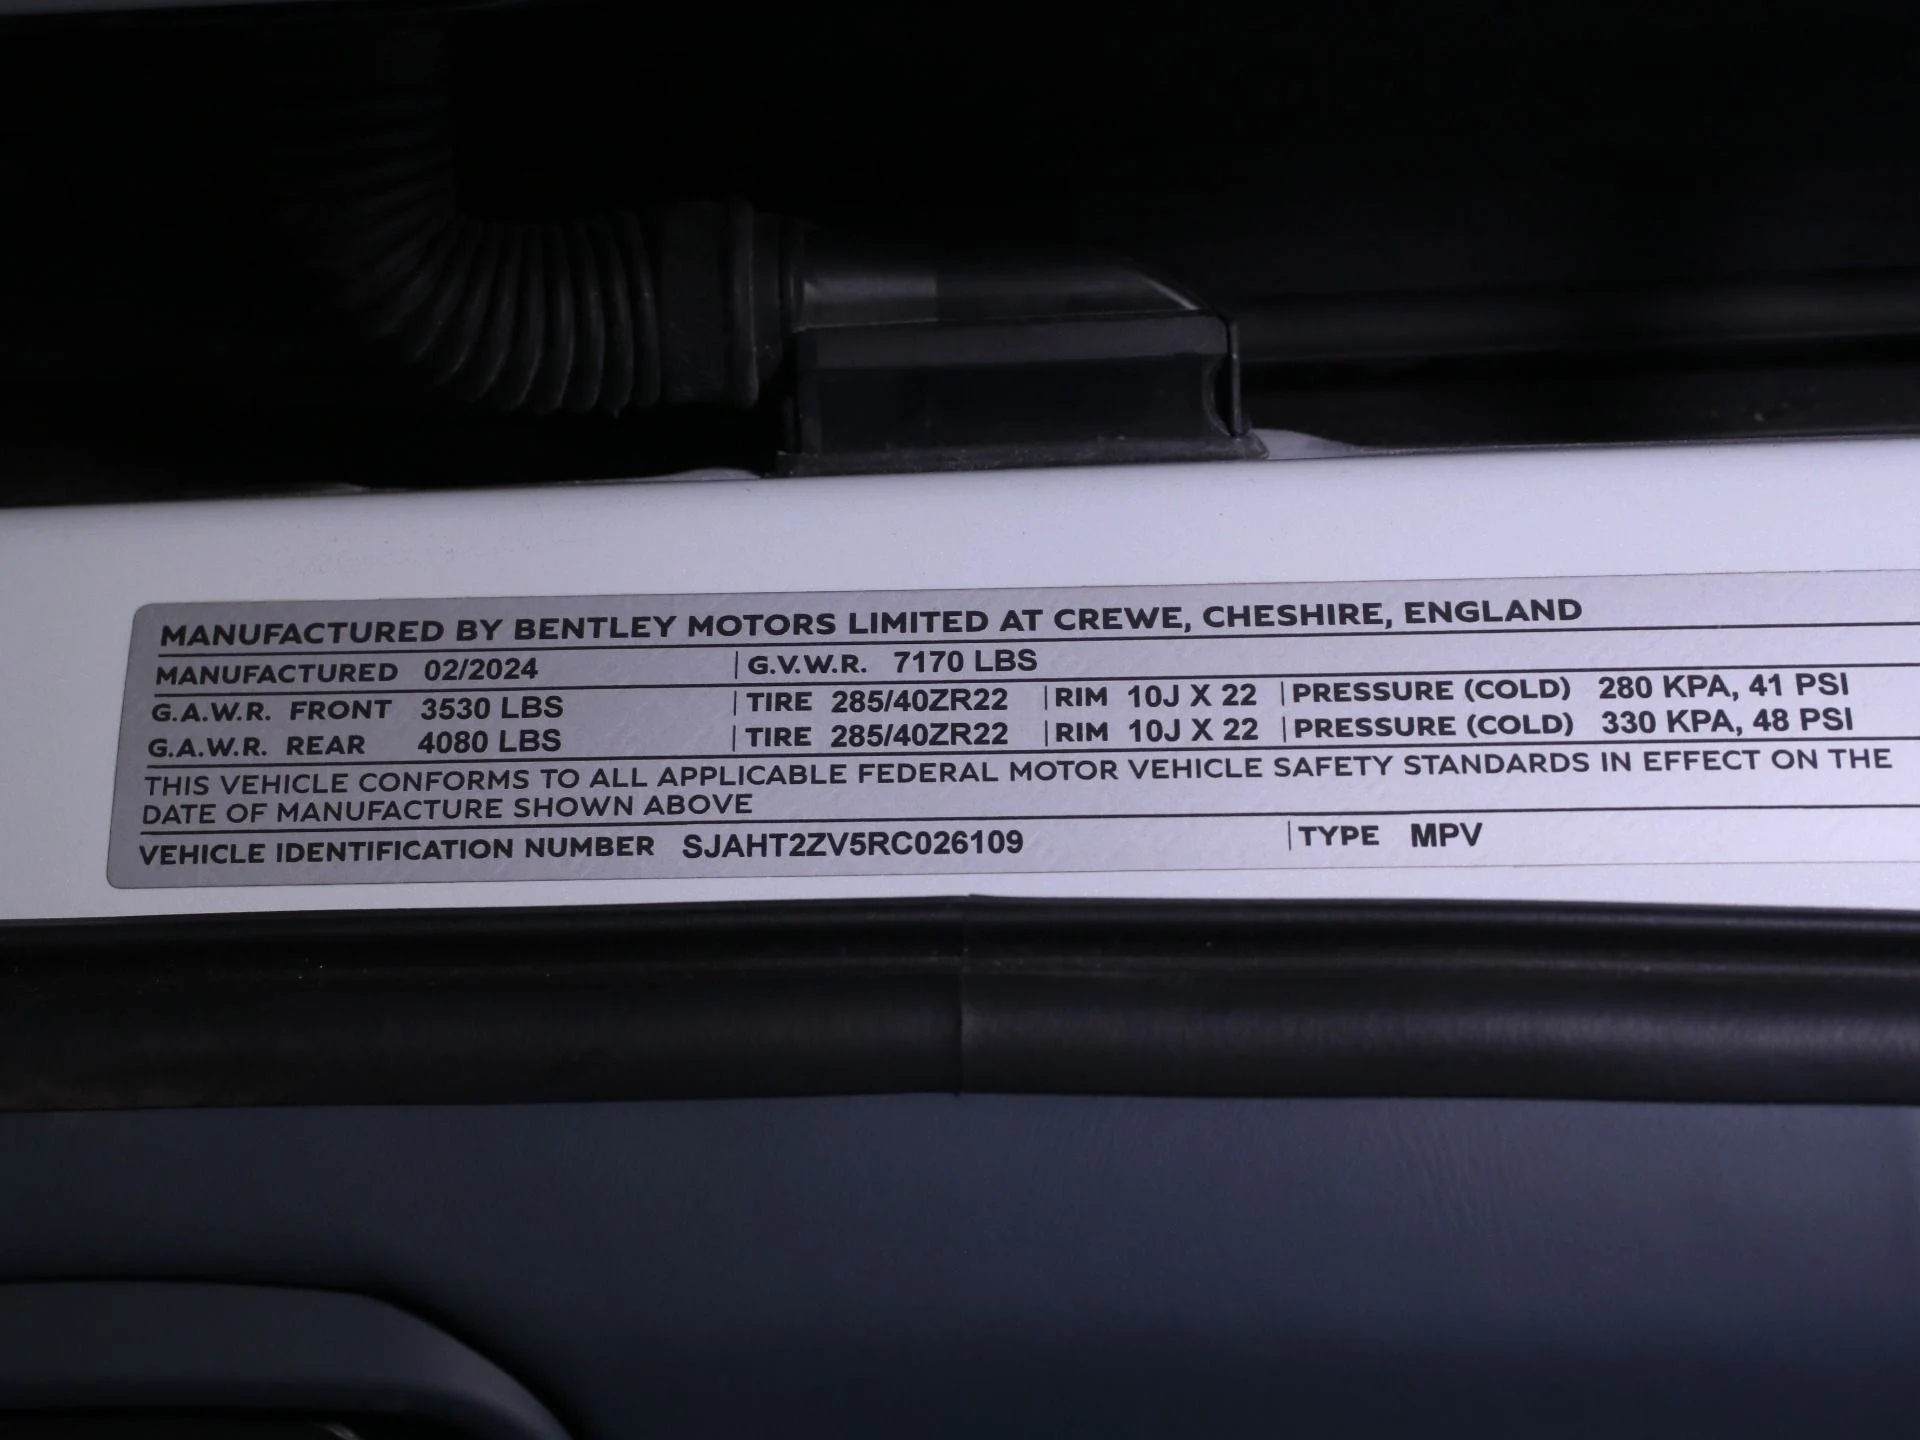 MANUFACTURED BY BENTLEY MOTORS LIMITED AT CREWE, CHESHIRE, ENGLAND
MANUFACTURED 02/2024 G.V.W.R. 7170 LBS
G.A.W.R. FRONT 3530 LBS TIRE 285/40ZR22 RIM 10J X 22 PRESSURE (COLD) 280 KPA, 41 PSI
G.A.W.R. REAR 4080 LBS TIRE 285/40ZR22 RIM 10J X 22 PRESSURE (COLD) 330 KPA, 48 PSI
THIS VEHICLE CONFORMS TO ALL APPLICABLE FEDERAL MOTOR VEHICLE SAFETY STANDARDS IN EFFECT ON THE
DATE OF MANUFACTURE SHOWN ABOVE
VEHICLE IDENTIFICATION NUMBER SJAHT2ZV5RC026109 TYPE MPV